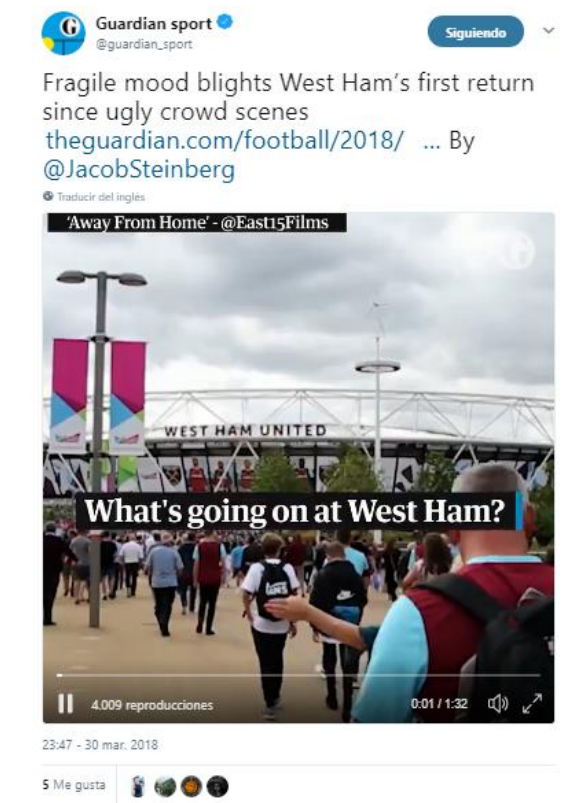 Guardian sport
@guardian_sport
Siguiendo
Fragile mood blights West Ham's first return
since ugly crowd scenes
theguardian.com/football/2018/ ... By
@JacobSteinberg
Traducir del inglés
'Away From Home' - @East15Films
WEST HAM UNITED
What's going on at West Ham?
VANS
4.009 reproducciones
0:01 / 1:32
23:47 - 30 mar. 2018
5 Me gusta